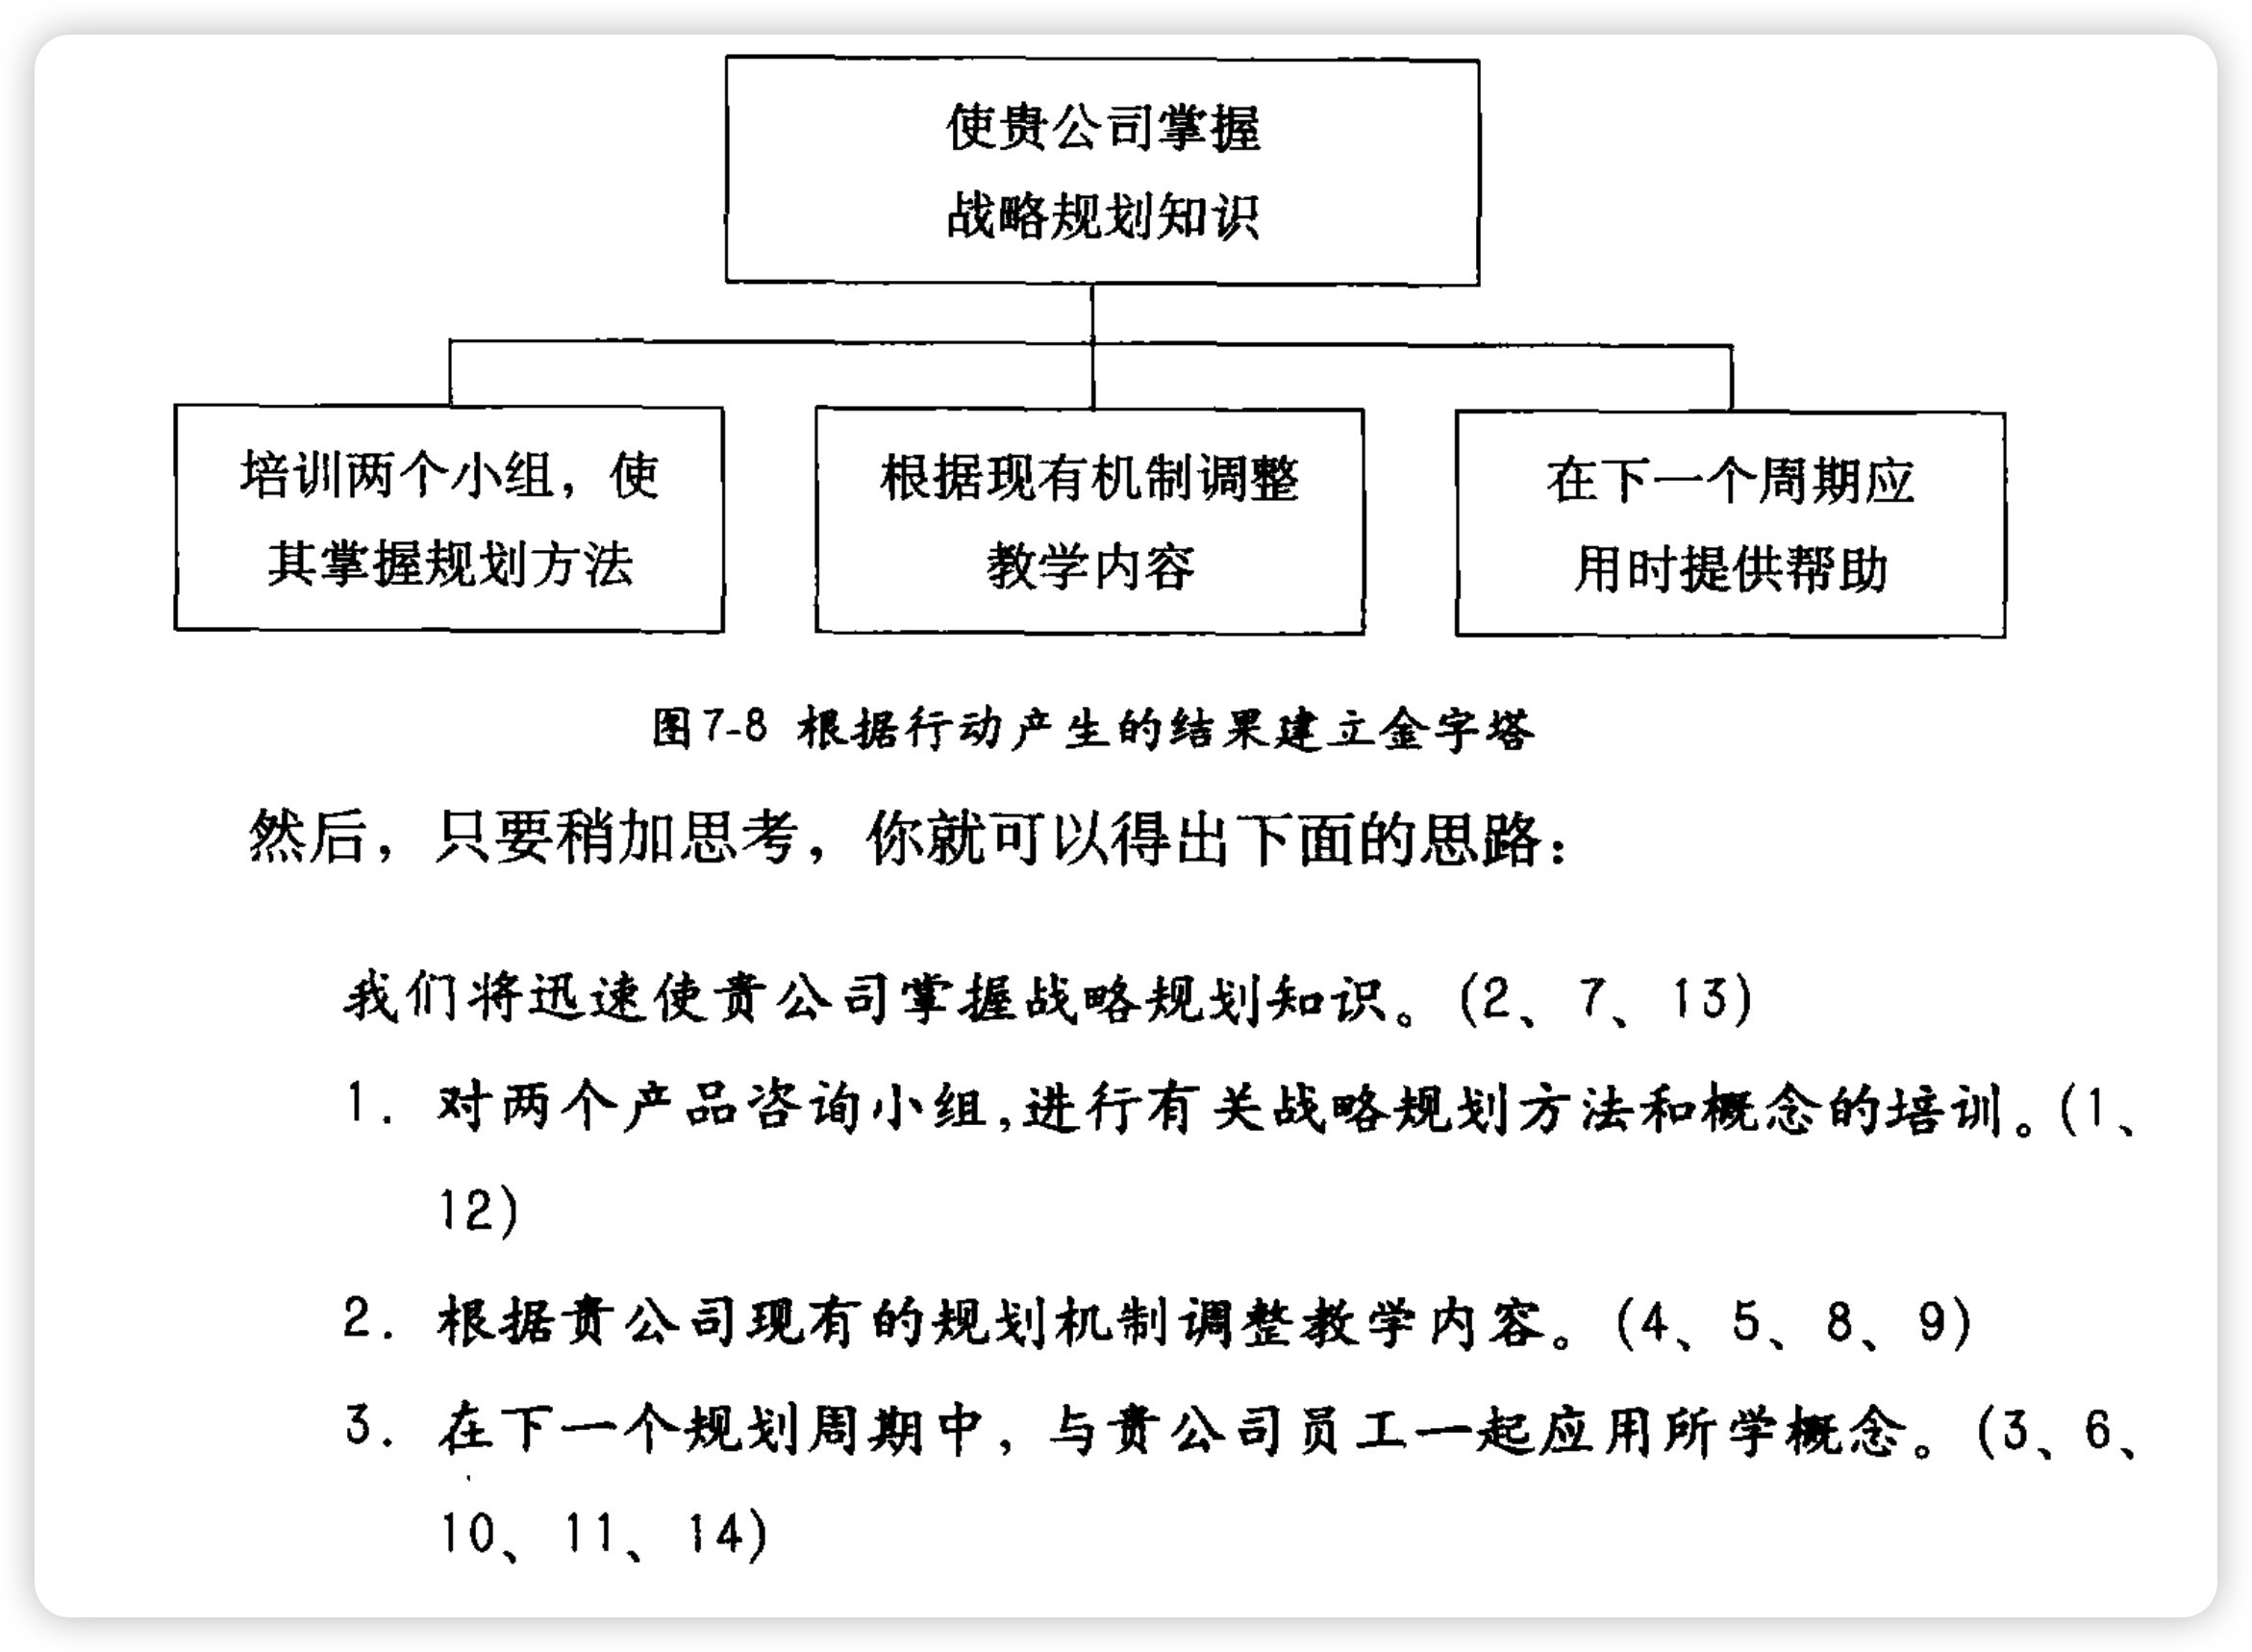 使贵公司掌握
战略规划知识
培训两个小组，使
其掌握规划方法
根据现有机制调整
教学内容
在下一个周期应
用时提供帮助
图7-8 根据行动产生的结果建立金字塔
然后，只要稍加思考，你就可以得出下面的思路：
我们将迅速使贵公司掌握战略规划知识。(2、7、13)
1. 对两个产品咨询小组，进行有关战略规划方法和概念的培训。(1、
12)
2. 根据贵公司现有的规划机制调整教学内容。(4、5、8、9)
3. 在下一个规划周期中，与贵公司员工一起应用所学概念。(3、6、
10、11、14)